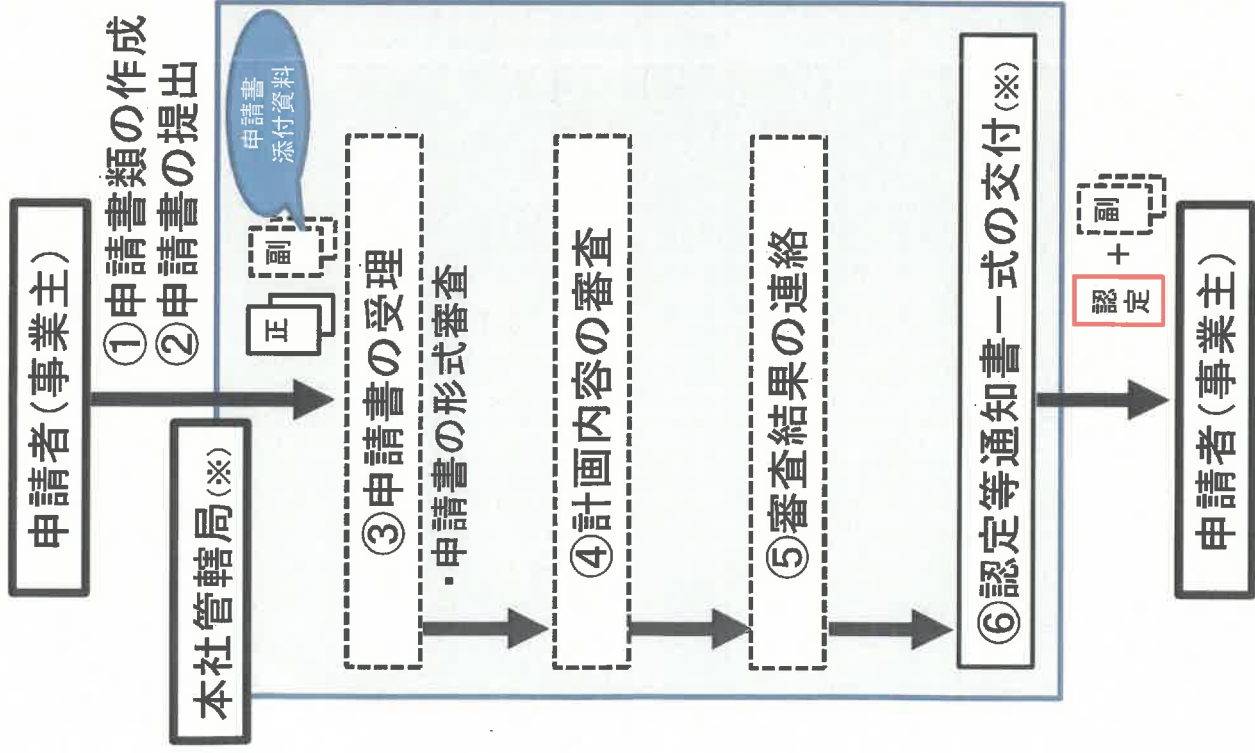 申請者(事業主)
①申請書類の作成
②申請書の提出
本社管轄局(※)
正
副
申請書
添付資料
③申請書の受理
・申請書の形式審査
④計画内容の審査
⑤審査結果の連絡
⑥認定等通知書一式の交付(※)
認定
+
副
申請者(事業主)